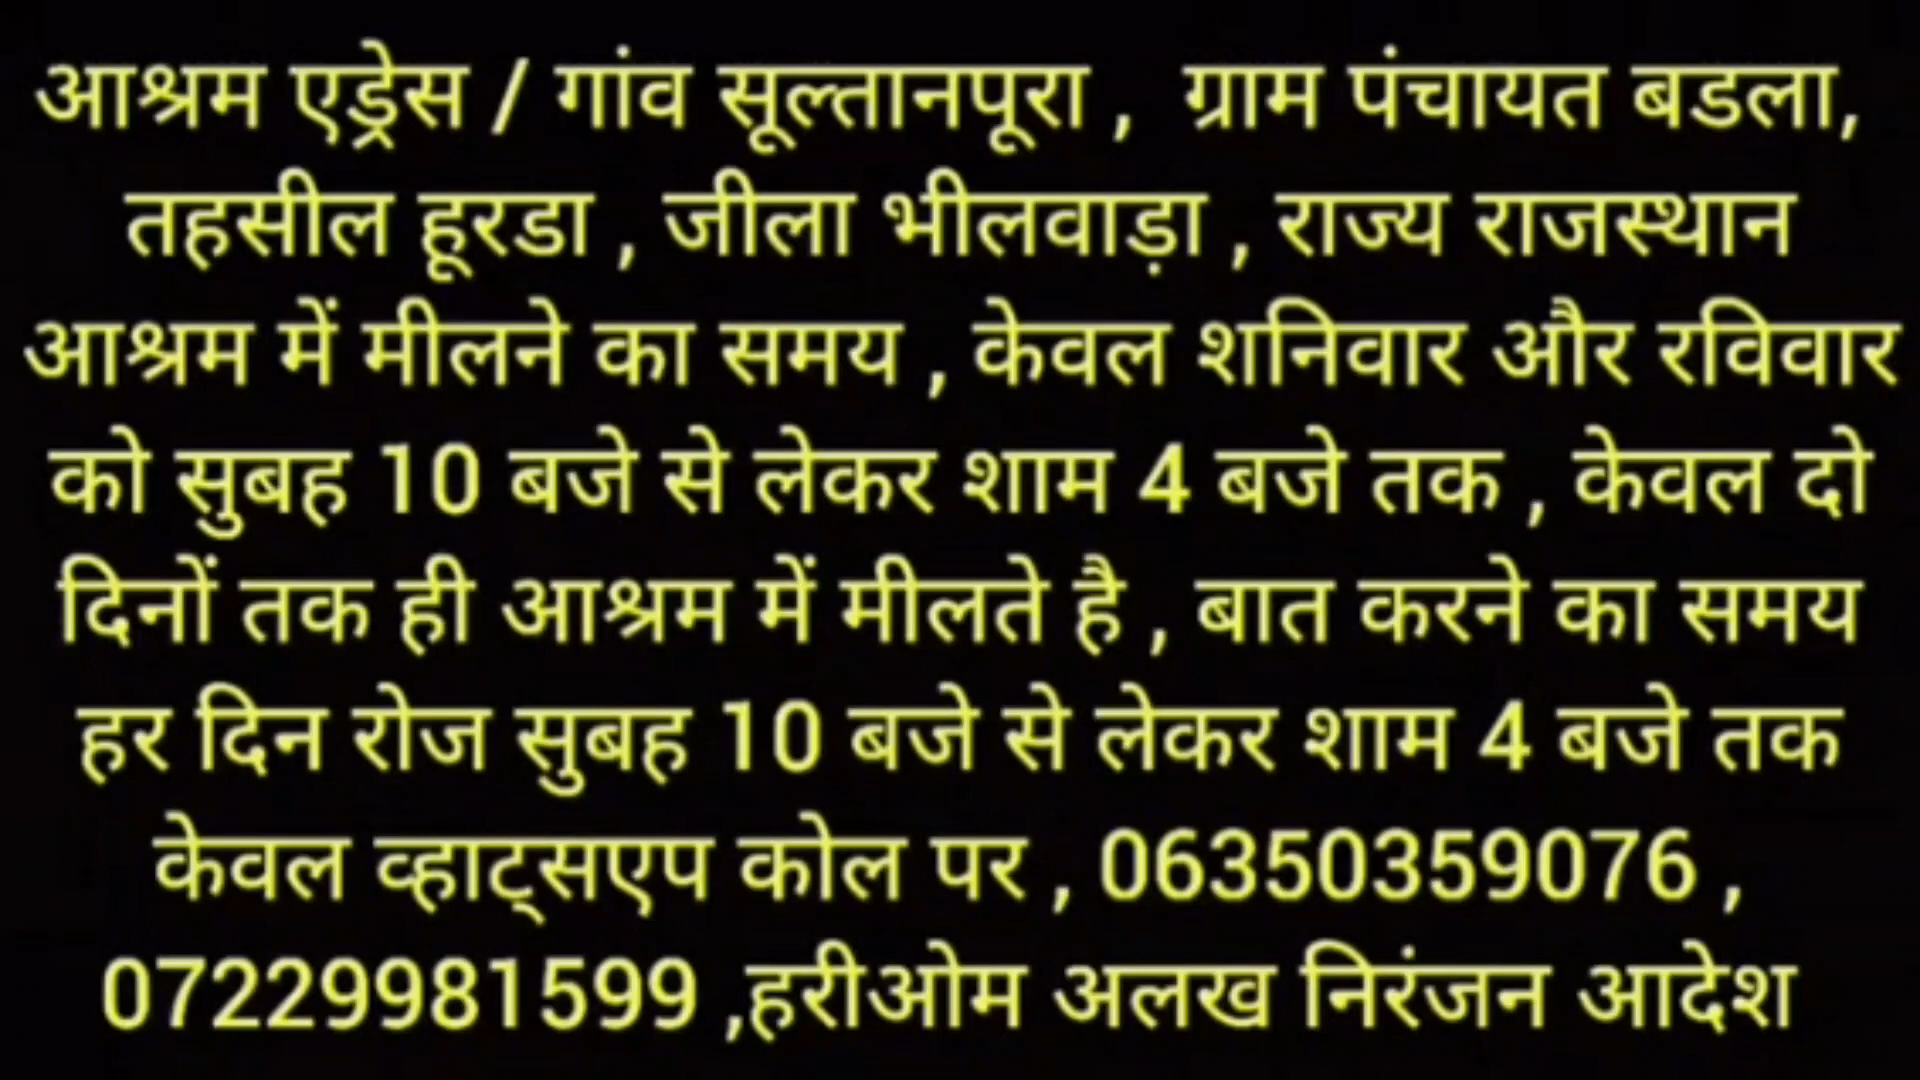 आश्रम एड्रेस / गांव सूल्तानपूरा , ग्राम पंचायत बडला,
तहसील हूरडा , जीला भीलवाड़ा , राज्य राजस्थान
आश्रम में मीलने का समय , केवल शनिवार और रविवार
को सुबह 10 बजे से लेकर शाम 4 बजे तक , केवल दो
दिनों तक ही आश्रम में मीलते है , बात करने का समय
हर दिन रोज सुबह 10 बजे से लेकर शाम 4 बजे तक
केवल व्हाट्सएप कोल पर , 06350359076 ,
07229981599 ,हरीओम अलख निरंजन आदेश